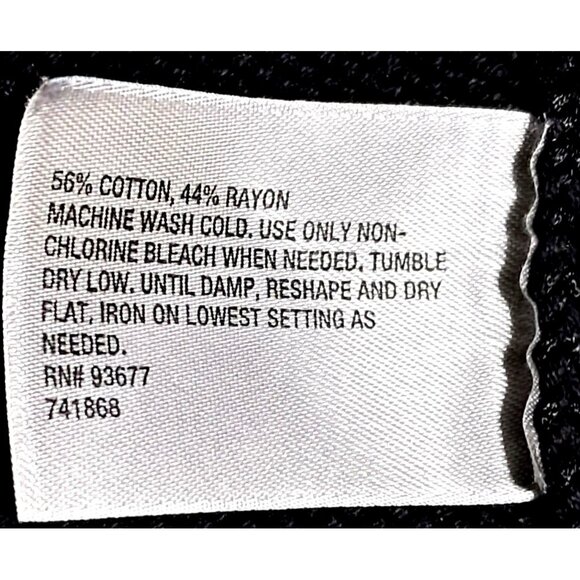 56% COTTON, 44% RAYON
MACHINE WASH COLD. USE ONLY NON-
CHLORINE BLEACH WHEN NEEDED. TUMBLE
DRY LOW. UNTIL DAMP, RESHAPE AND DRY
FLAT. IRON ON LOWEST SETTING AS
NEEDED.
RN# 93677
741868